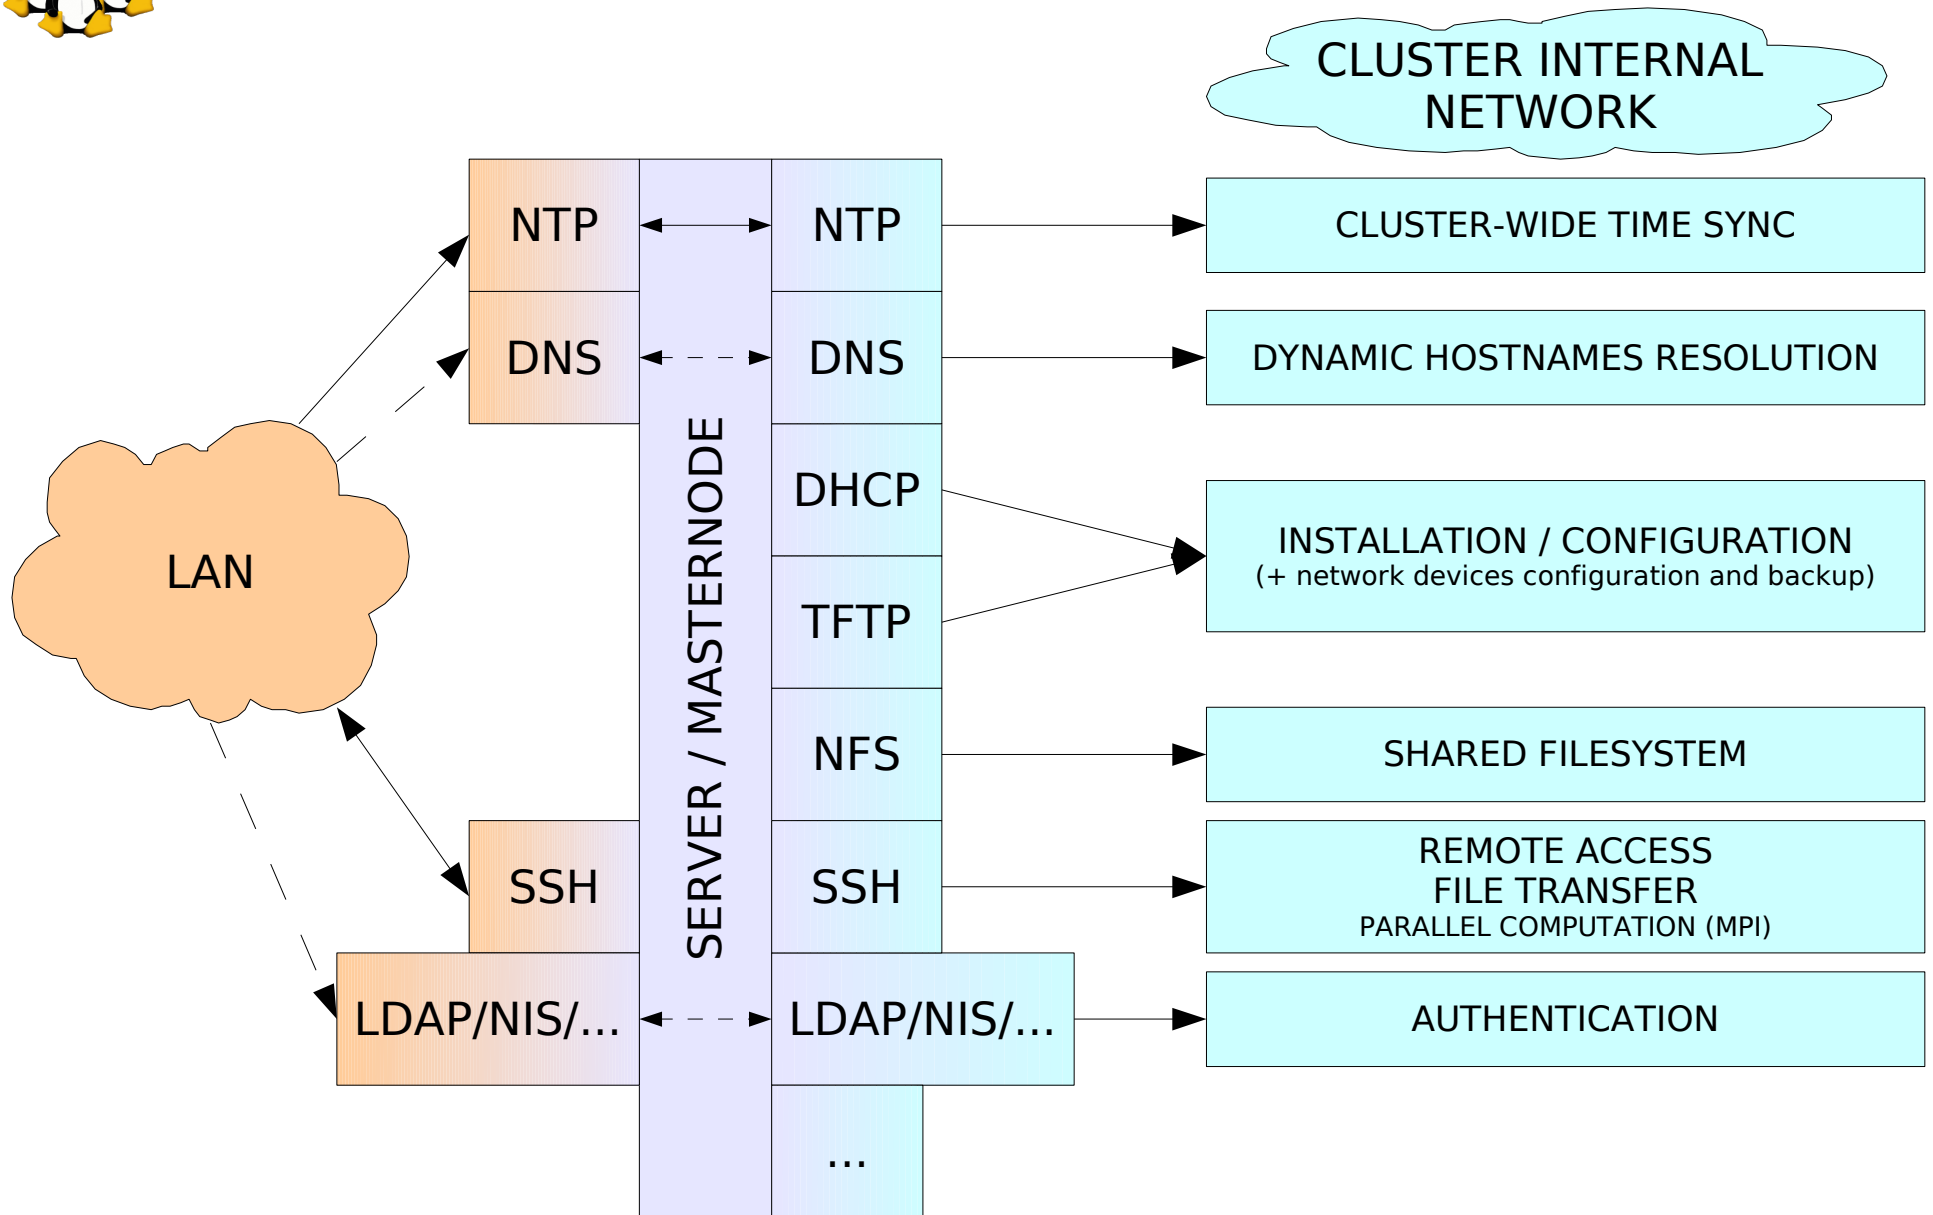 CLUSTER INTERNAL
NETWORK
NTP
NTP
CLUSTER-WIDE TIME SYNC
DNS
DNS
DYNAMIC HOSTNAMES RESOLUTION
SERVER / MASTERNODE
DHCP
INSTALLATION / CONFIGURATION
(+ network devices configuration and backup)
LAN
TFTP
NFS
SHARED FILESYSTEM
SSH
SSH
REMOTE ACCESS
FILE TRANSFER
PARALLEL COMPUTATION (MPI)
LDAP/NIS/...
LDAP/NIS/...
AUTHENTICATION
...